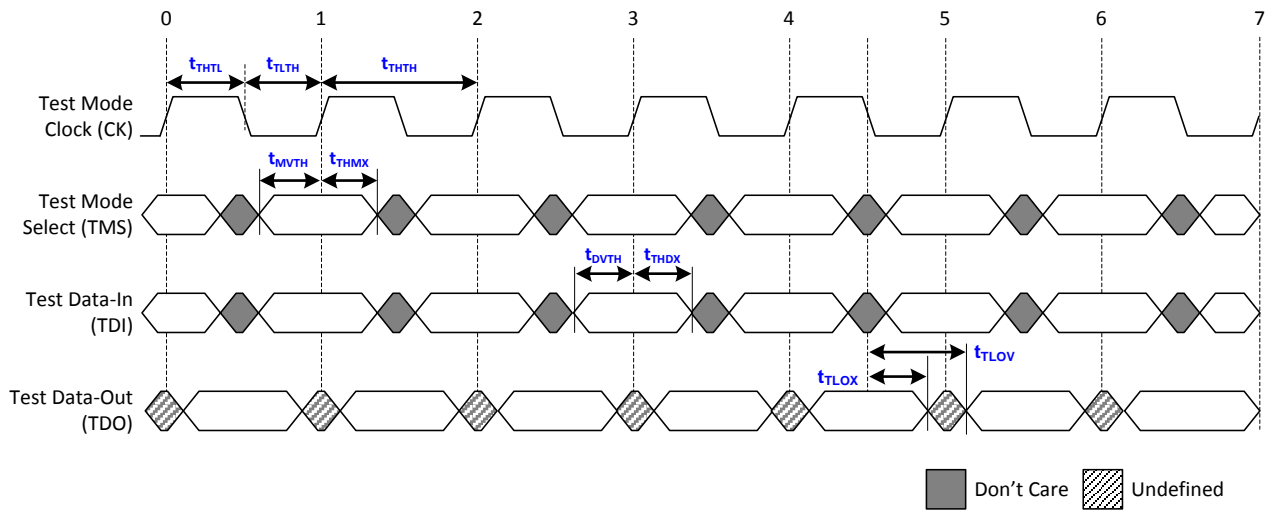 0 1 2 3 4 5 6 7
tTHTL tTLTH tTHTH
Test Mode
Clock (CK)
tMVTH tTHMX
Test Mode
Select (TMS)
tDVTH tTHDX
Test Data-In
(TDI)
tTLOV
tTLOX
Test Data-Out
(TDO)
Don't Care Undefined